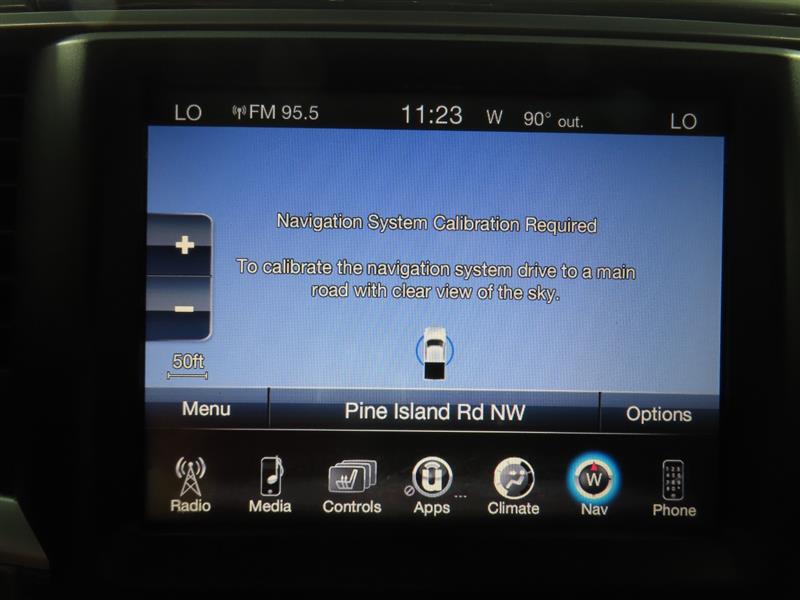 LO FM 95.5 11:23 W 90° out. LO
Navigation System Calibration Required
To calibrate the navigation system drive to a main
road with clear view of the sky.
+
−
50ft
Menu Pine Island Rd NW Options
W
Radio Media Controls Apps Climate Nav Phone